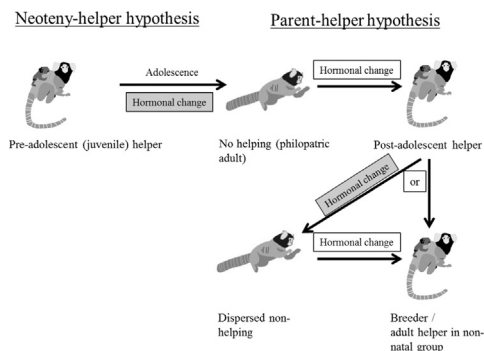 Neoteny-helper hypothesis
Parent-helper hypothesis
Adolescence
Hormonal change
Hormonal change
Pre-adolescent (juvenile) helper
No helping (philopatric
adult)
Post-adolescent helper
Hormonal change
or
Hormonal change
Dispersed non-
helping
Breeder /
adult helper in non-
natal group